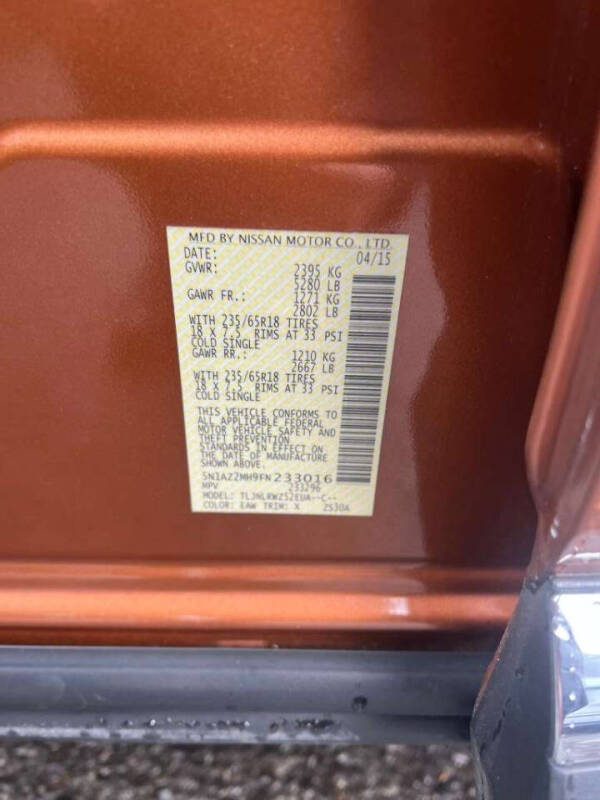 MFD BY NISSAN MOTOR CO., LTD.
DATE: 04/15
GVWR: 2395 KG
5280 LB
GAWR FR.: 1271 KG
2802 LB
WITH 235/65R18 TIRES
18 X 7.5 RIMS AT 33 PSI
COLD SINGLE
GAWR RR.: 1210 KG
2667 LB
WITH 235/65R18 TIRES
18 X 7.5 RIMS AT 33 PSI
COLD SINGLE
THIS VEHICLE CONFORMS TO
ALL APPLICABLE FEDERAL
MOTOR VEHICLE SAFETY AND
THEFT PREVENTION
STANDARDS IN EFFECT ON
THE DATE OF MANUFACTURE
SHOWN ABOVE.
5N1AZ2MH9FN233016
MPV 233296
MODEL: TLJNLRWZ52EUA--C--
COLOR: EAW TRIM: X 2530A